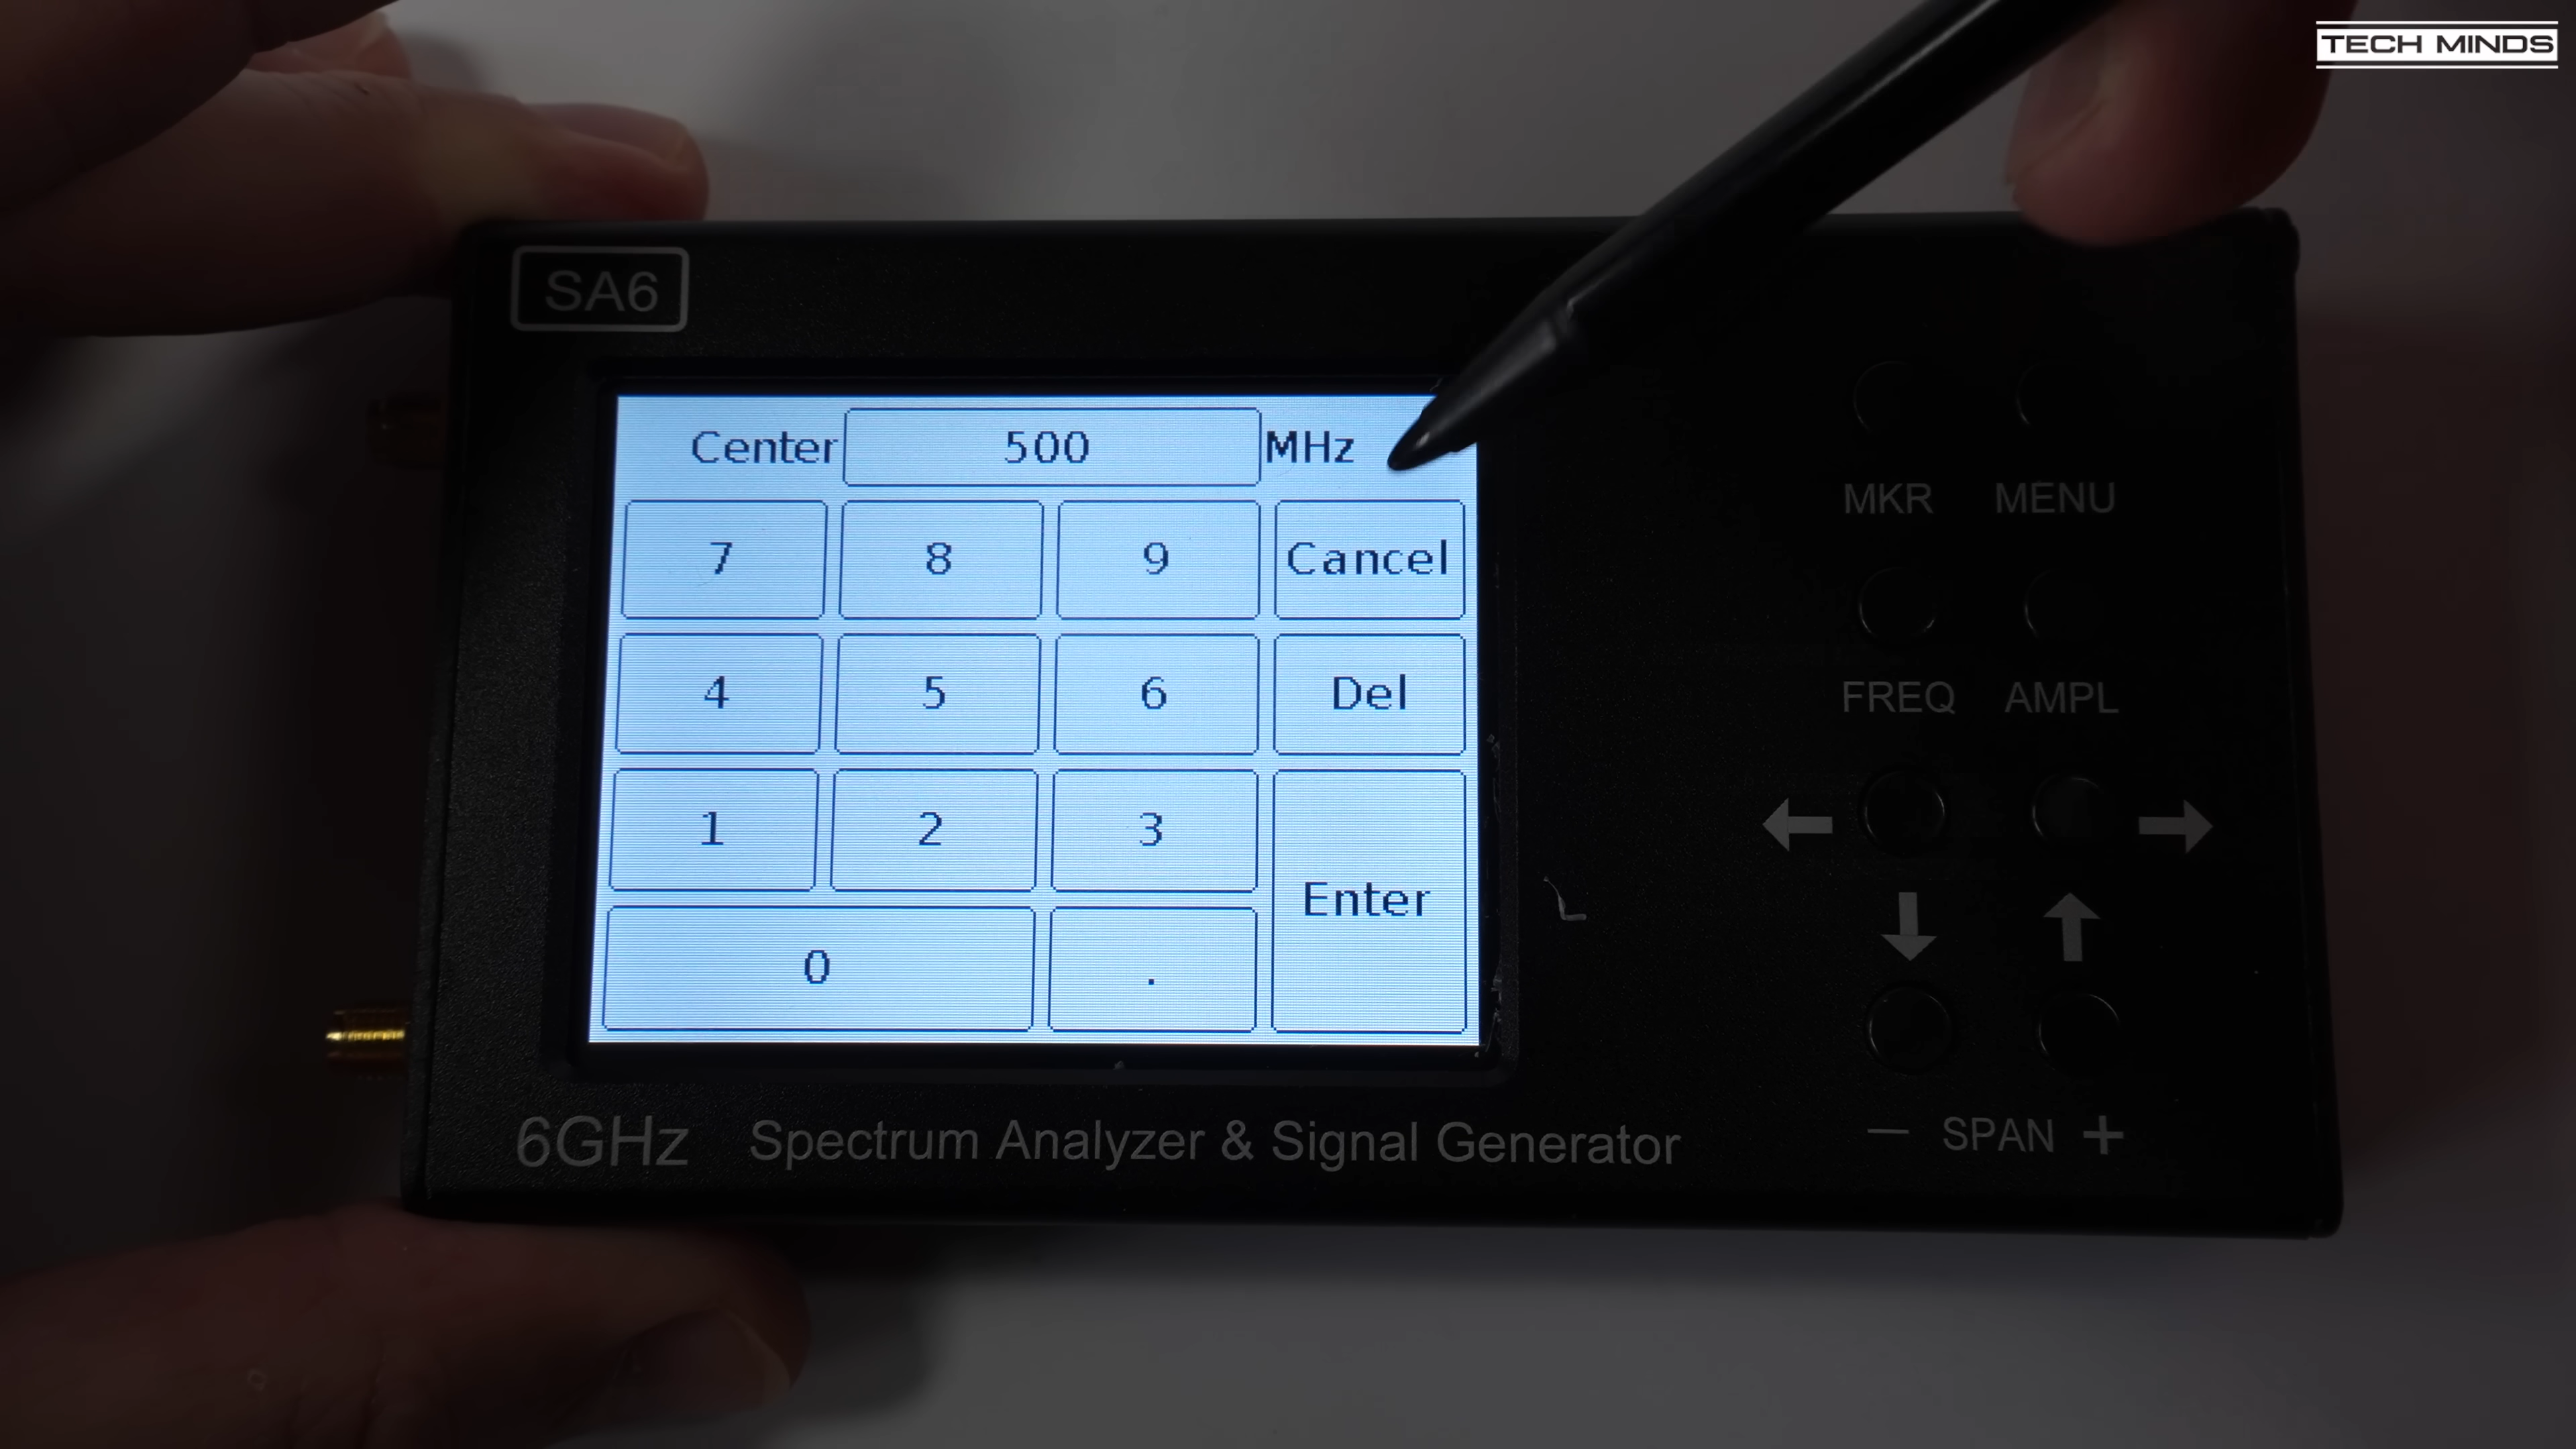 TECH MINDS
SA6
Center 500 MHz
7 8 9 Cancel
4 5 6 Del
1 2 3
Enter
0 .
MKR MENU
FREQ AMPL
← →
↓ ↑
— SPAN +
6GHz Spectrum Analyzer & Signal Generator